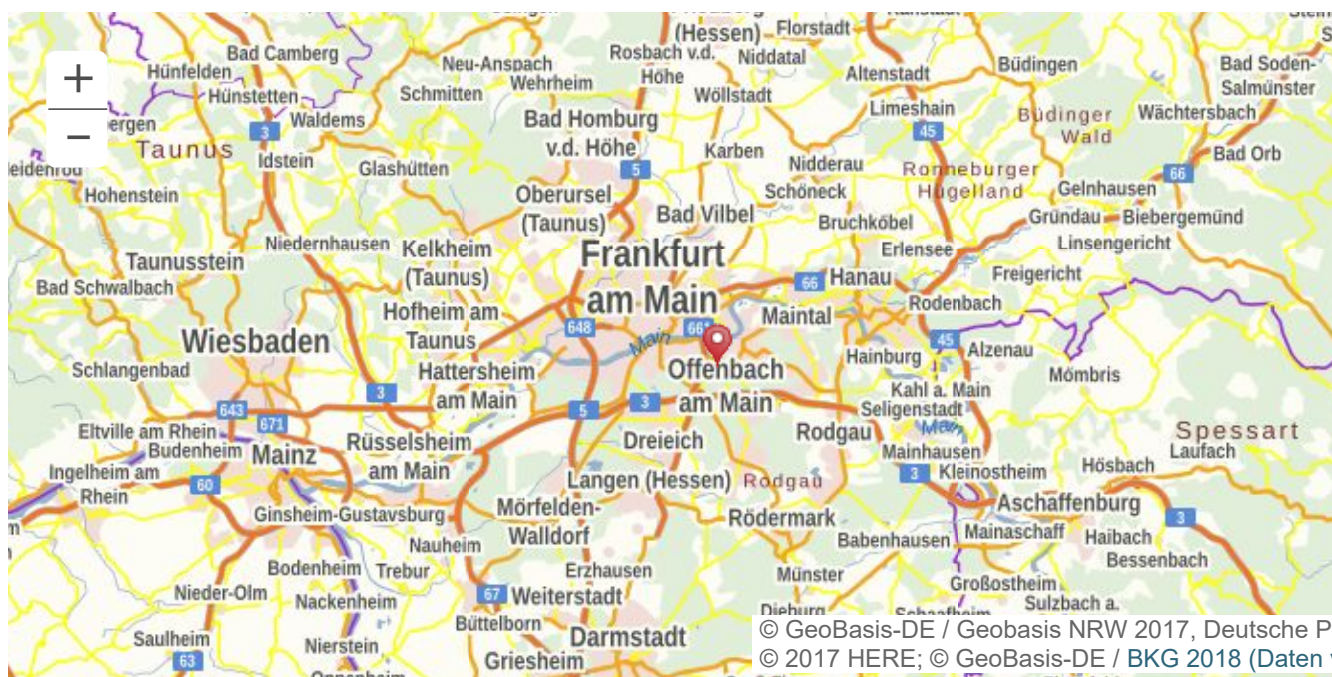 (Hessen)
Florstadt
Bad Camberg
Rosbach v.d.
Höhe
Niddatal
Hünfelden
Neu-Anspach
Wehrheim
Altenstadt
Büdingen
Bad Soden-
Salmünster
+
Hünstetten
Schmitten
Wöllstadt
Limeshain
Wächtersbach
Waldems
Bad Homburg
v.d. Höhe
Büdinger
Wald
3
45
−
Taunus
Idstein
Glashütten
5
Karben
Nidderau
Ronneburger
Hügelland
66
Bad Orb
Hohenstein
Oberursel
(Taunus)
Schöneck
Gelnhausen
Bad Vilbel
Bruchköbel
Gründau
Biebergemünd
Niedernhausen
Kelkheim
(Taunus)
Frankfurt
am Main
Erlensee
Linsengericht
Taunusstein
66
Hanau
Freigericht
Bad Schwalbach
Hofheim am
Taunus
Maintal
Rodenbach
Wiesbaden
648
Main
661
45
Alzenau
Schlangenbad
Hattersheim
am Main
Offenbach
am Main
Hainburg
Mömbris
Kahl a. Main
643
3
5
3
Seligenstadt
671
Main
Eltville am Rhein
Budenheim
Rüsselsheim
am Main
Dreieich
Rodgau
Spessart
Mainz
Mainhausen
Laufach
Ingelheim am
Rhein
60
Langen (Hessen)
Rodgau
3
Kleinostheim
Hösbach
Ginsheim-Gustavsburg
Mörfelden-
Walldorf
Rödermark
Aschaffenburg
3
Nauheim
Babenhausen
Mainaschaff
Haibach
Bodenheim
Trebur
Erzhausen
Münster
Bessenbach
Nieder-Olm
Nackenheim
67
Weiterstadt
Großostheim
Büttelborn
Dieburg
Schaafheim
Sulzbach a.
Saulheim
63
Nierstein
Griesheim
Darmstadt
© GeoBasis-DE / Geobasis NRW 2017, Deutsche P
© 2017 HERE; © GeoBasis-DE / BKG 2018 (Daten